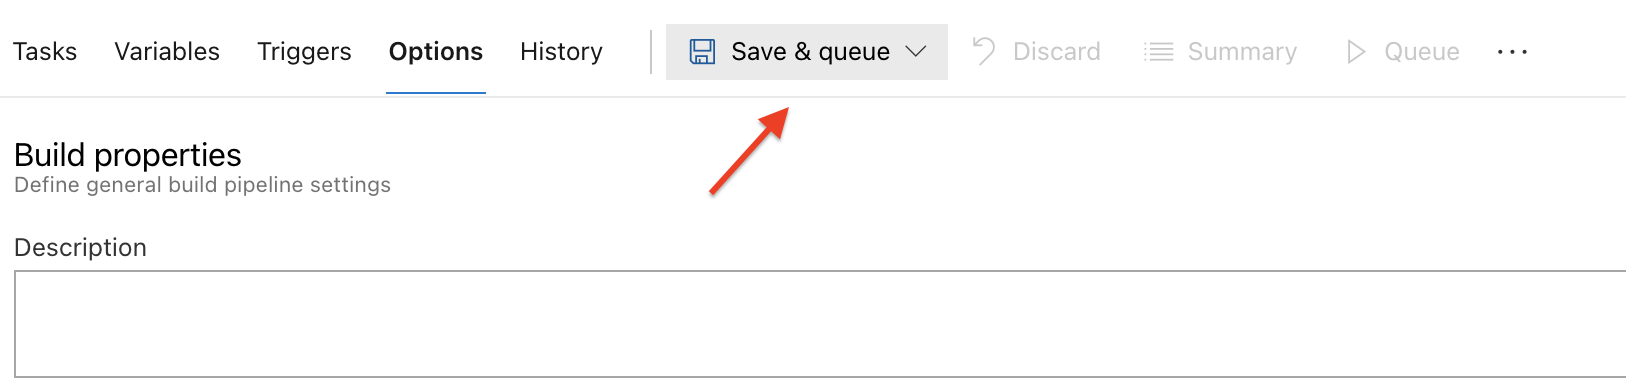 Tasks Variables Triggers Options History Save & queue Discard Summary Queue ...
Build properties
Define general build pipeline settings
Description